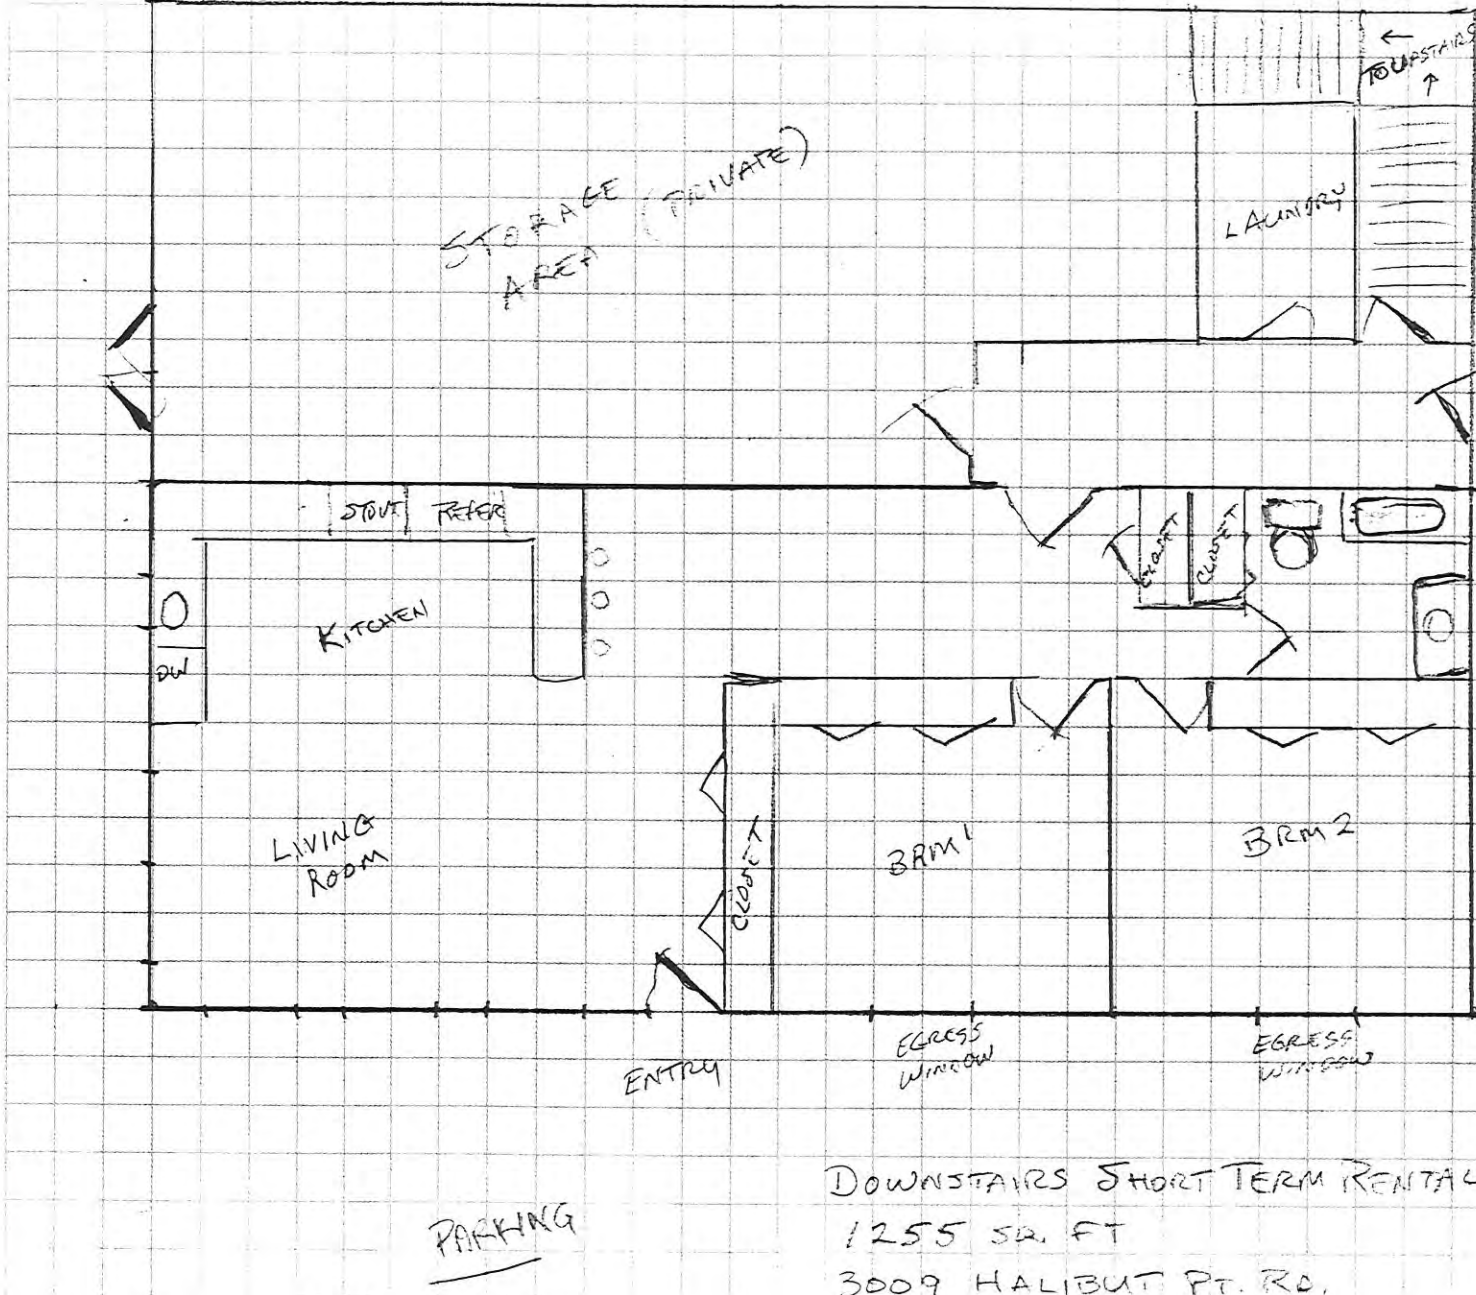 ←
TO UPSTAIRS
↑
STORAGE (PRIVATE)
AREA
LAUNDRY
STOVE
REFER
CLOSET
CLOSET
KITCHEN
DW
LIVING
ROOM
CLOSET
BRM 1
BRM 2
ENTRY
EGRESS
WINDOW
EGRESS
WINDOW
PARKING
DOWNSTAIRS SHORT TERM RENTAL
1255 SQ. FT
3009 HALIBUT PT. RD.